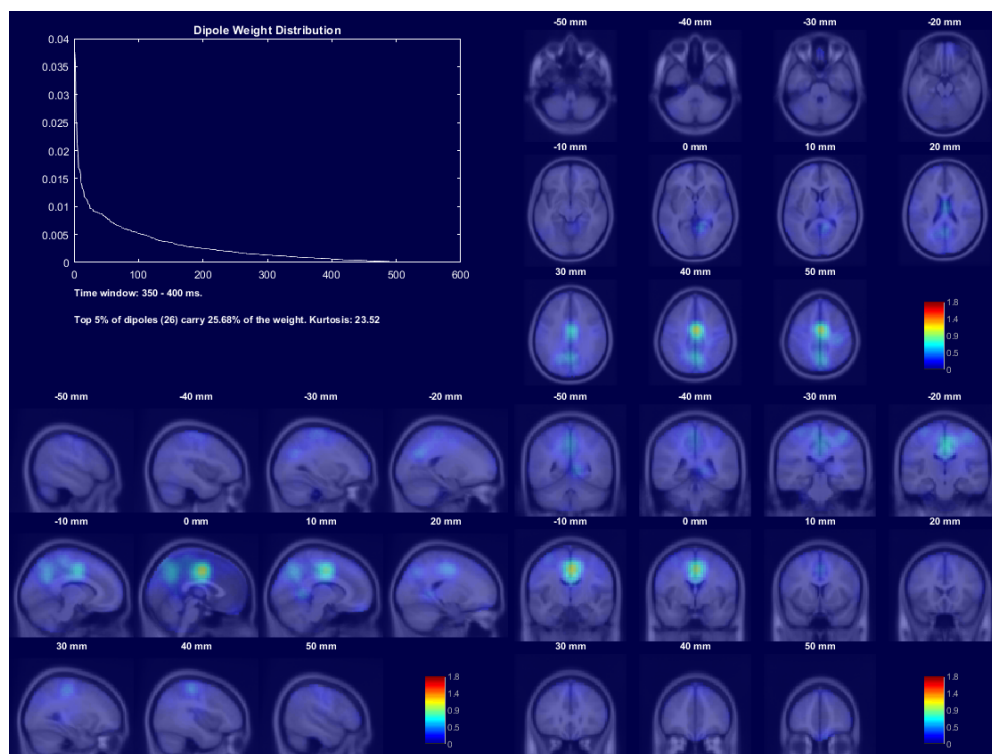 Dipole Weight Distribution
0.04
0.035
0.03
0.025
0.02
0.015
0.01
0.005
0
0 100 200 300 400 500 600
Time window: 350 - 400 ms.
Top 5% of dipoles (26) carry 25.68% of the weight. Kurtosis: 23.52
-50 mm -40 mm -30 mm -20 mm
-10 mm 0 mm 10 mm 20 mm
30 mm 40 mm 50 mm
1.8
1.4
0.9
0.5
0
-50 mm -40 mm -30 mm -20 mm
-10 mm 0 mm 10 mm 20 mm
30 mm 40 mm 50 mm
1.8
1.4
0.9
0.5
0
-50 mm -40 mm -30 mm -20 mm
-10 mm 0 mm 10 mm 20 mm
30 mm 40 mm 50 mm
1.8
1.4
0.9
0.5
0